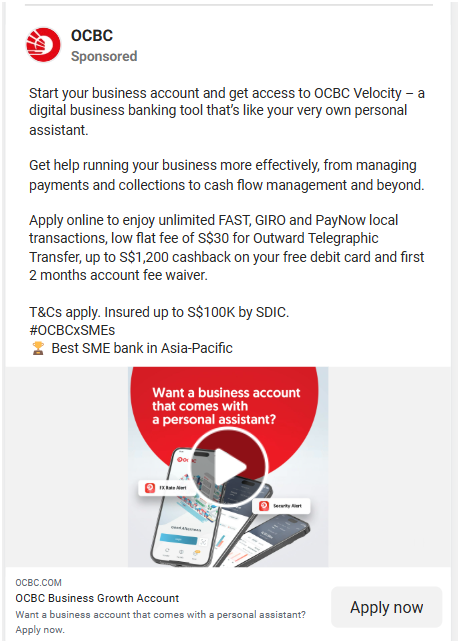 OCBC
Sponsored
Start your business account and get access to OCBC Velocity – a
digital business banking tool that's like your very own personal
assistant.
Get help running your business more effectively, from managing
payments and collections to cash flow management and beyond.
Apply online to enjoy unlimited FAST, GIRO and PayNow local
transactions, low flat fee of S$30 for Outward Telegraphic
Transfer, up to S$1,200 cashback on your free debit card and first
2 months account fee waiver.
T&Cs apply. Insured up to S$100K by SDIC.
#OCBCxSMEs
🏆 Best SME bank in Asia-Pacific
Want a business account
that comes with
a personal assistant?
OCBC
FX Rate Alert
Security Alert
OCBC.COM
OCBC Business Growth Account
Want a business account that comes with a personal assistant?
Apply now.
Apply now